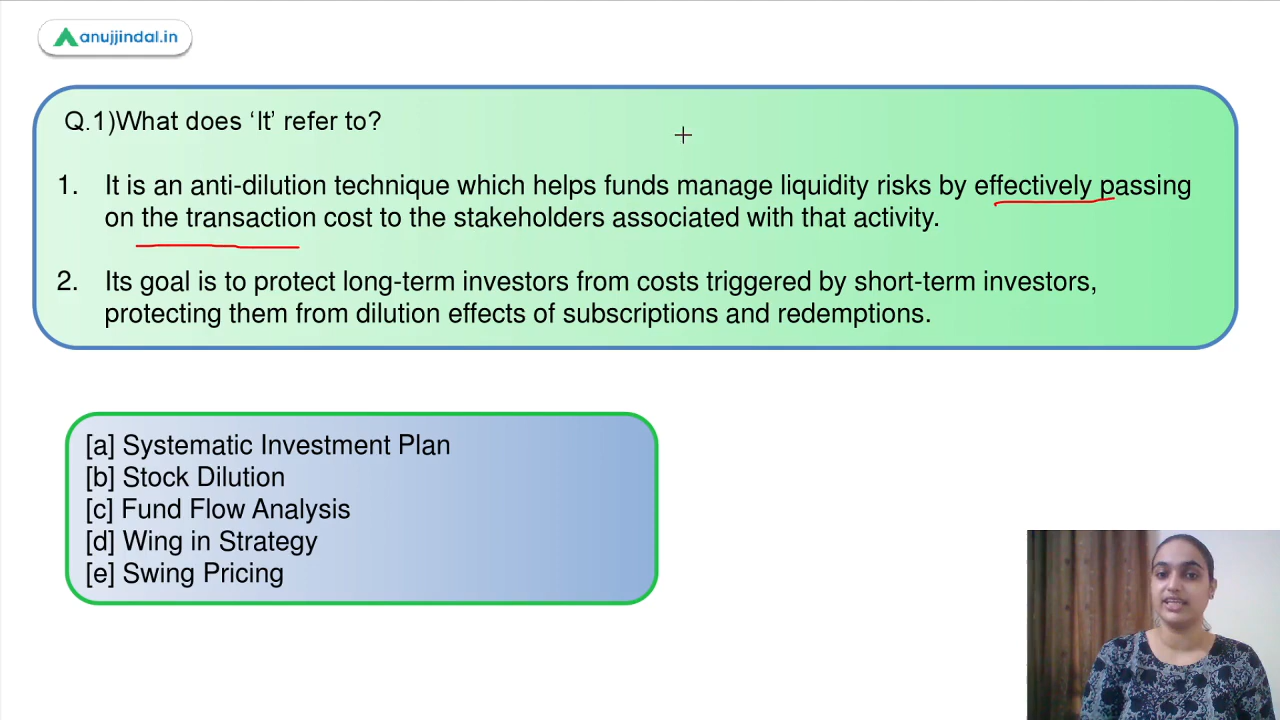 anujjindal.in
Q.1)What does ‘It’ refer to?
1. It is an anti-dilution technique which helps funds manage liquidity risks by effectively passing
on the transaction cost to the stakeholders associated with that activity.
2. Its goal is to protect long-term investors from costs triggered by short-term investors,
protecting them from dilution effects of subscriptions and redemptions.
[a] Systematic Investment Plan
[b] Stock Dilution
[c] Fund Flow Analysis
[d] Wing in Strategy
[e] Swing Pricing